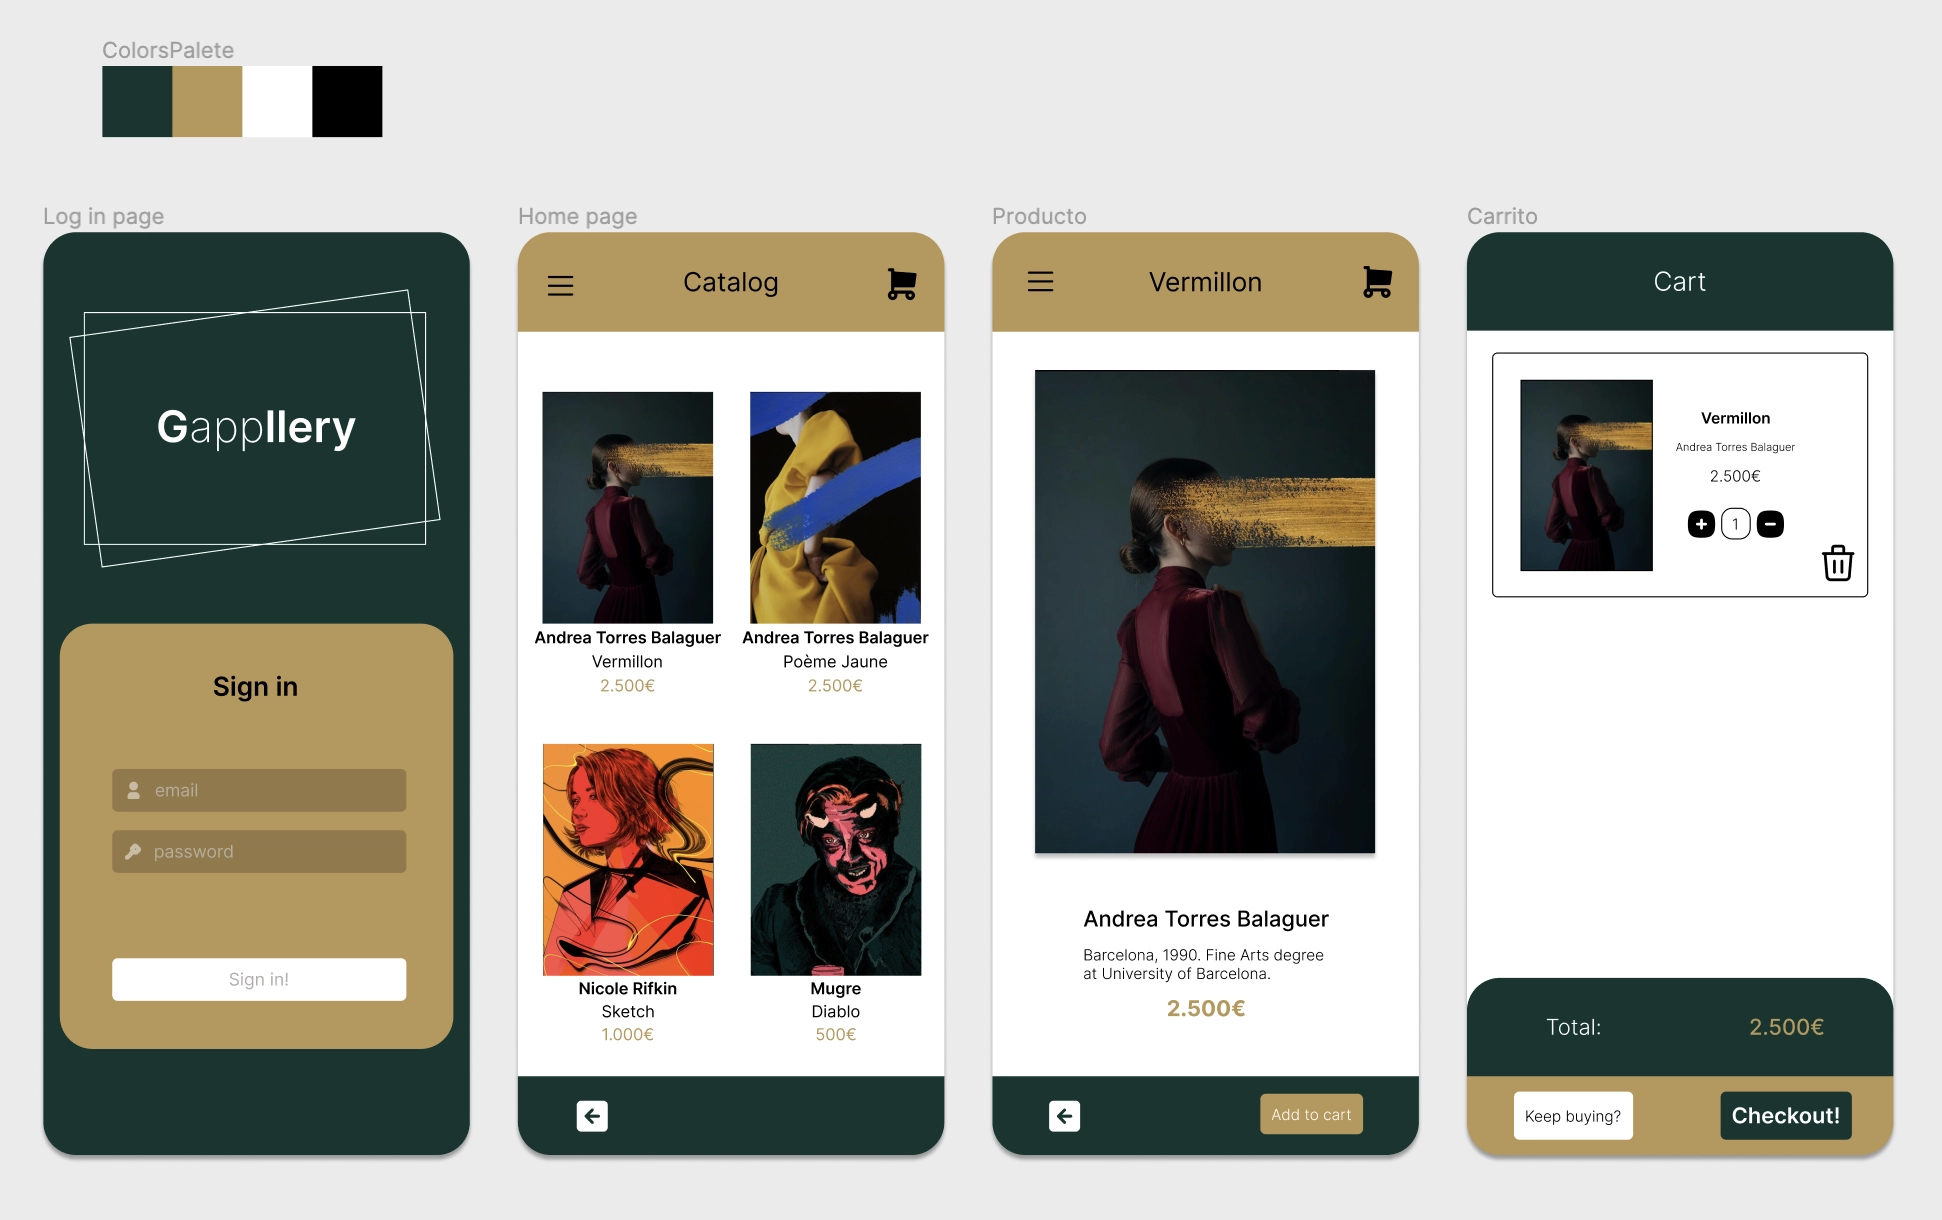 ColorsPalete
Log in page
Gappllery
Sign in
email
password
Sign in!
Home page
Catalog
Andrea Torres Balaguer
Vermillon
2.500€
Andrea Torres Balaguer
Poème Jaune
2.500€
Nicole Rifkin
Sketch
1.000€
Mugre
Diablo
500€
Producto
Vermillon
Andrea Torres Balaguer
Barcelona, 1990. Fine Arts degree
at University of Barcelona.
2.500€
Add to cart
Carrito
Cart
Vermillon
Andrea Torres Balaguer
2.500€
1
Total:
2.500€
Keep buying?
Checkout!